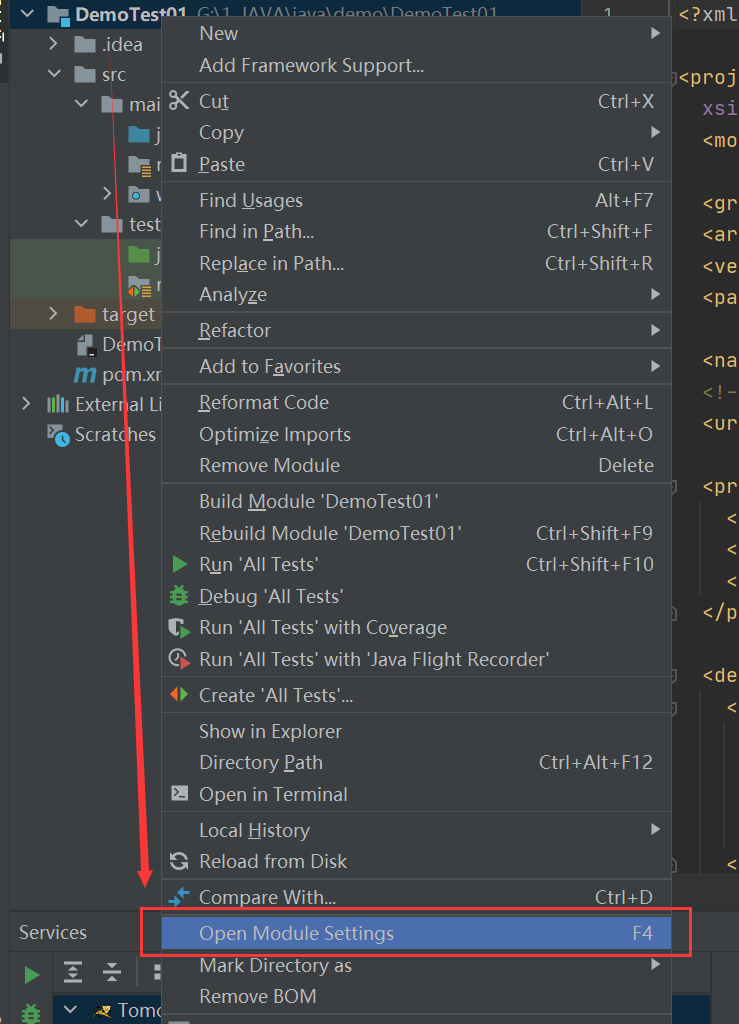 DemoTest01 G:\1_JAVA\java\demo\DemoTest01
.idea
src
mai
j
r
test
j
r
target
DemoT
pom.xm
External Li
Scratches
New
Add Framework Support...
Cut Ctrl+X
Copy
Paste Ctrl+V
Find Usages Alt+F7
Find in Path... Ctrl+Shift+F
Replace in Path... Ctrl+Shift+R
Analyze
Refactor
Add to Favorites
Reformat Code Ctrl+Alt+L
Optimize Imports Ctrl+Alt+O
Remove Module Delete
Build Module 'DemoTest01'
Rebuild Module 'DemoTest01' Ctrl+Shift+F9
Run 'All Tests' Ctrl+Shift+F10
Debug 'All Tests'
Run 'All Tests' with Coverage
Run 'All Tests' with 'Java Flight Recorder'
Create 'All Tests'...
Show in Explorer
Directory Path Ctrl+Alt+F12
Open in Terminal
Local History
Reload from Disk
Compare With... Ctrl+D
Open Module Settings F4
Mark Directory as
Remove BOM
Services
Tomc
1 <?xml
<proj
xsi
<mo
<gr
<ar
<ve
<pa
<na
<!-
<ur
<pr
<
<
<
</p
<de
<
<